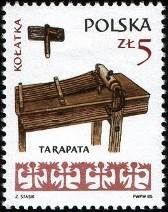 KOŁATKA
POLSKA
ZŁ 5
TARAPATA
Z. STASIK
PWPW 85